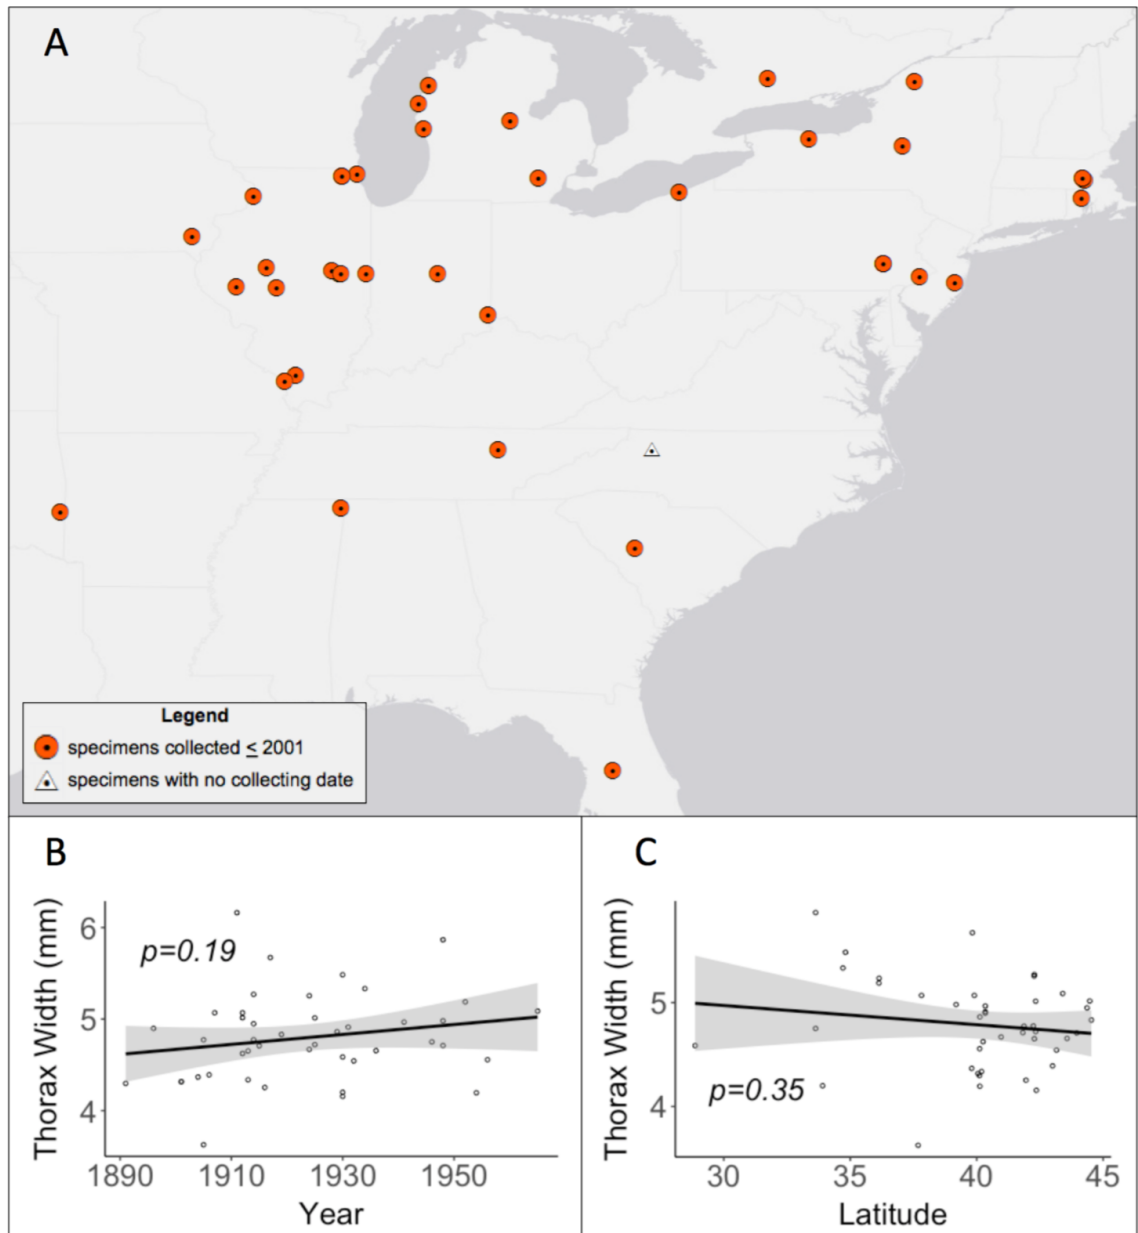 A
Legend
specimens collected ≤ 2001
specimens with no collecting date
B
C
Thorax Width (mm)
6
5
4
p=0.19
1890 1910 1930 1950
Year
Thorax Width (mm)
5
4
p=0.35
30 35 40 45
Latitude